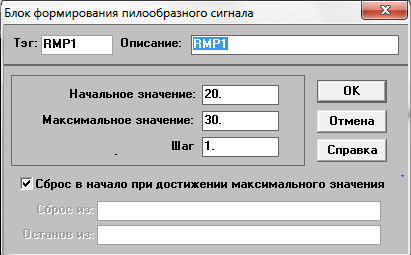 Блок формирования пилообразного сигнала
Тэг: RMP1 Описание: RMP1
Начальное значение: 20. OK
Максимальное значение: 30. Отмена
Шаг 1. Справка
Сброс в начало при достижении максимального значения
Сброс из:
Останов из: